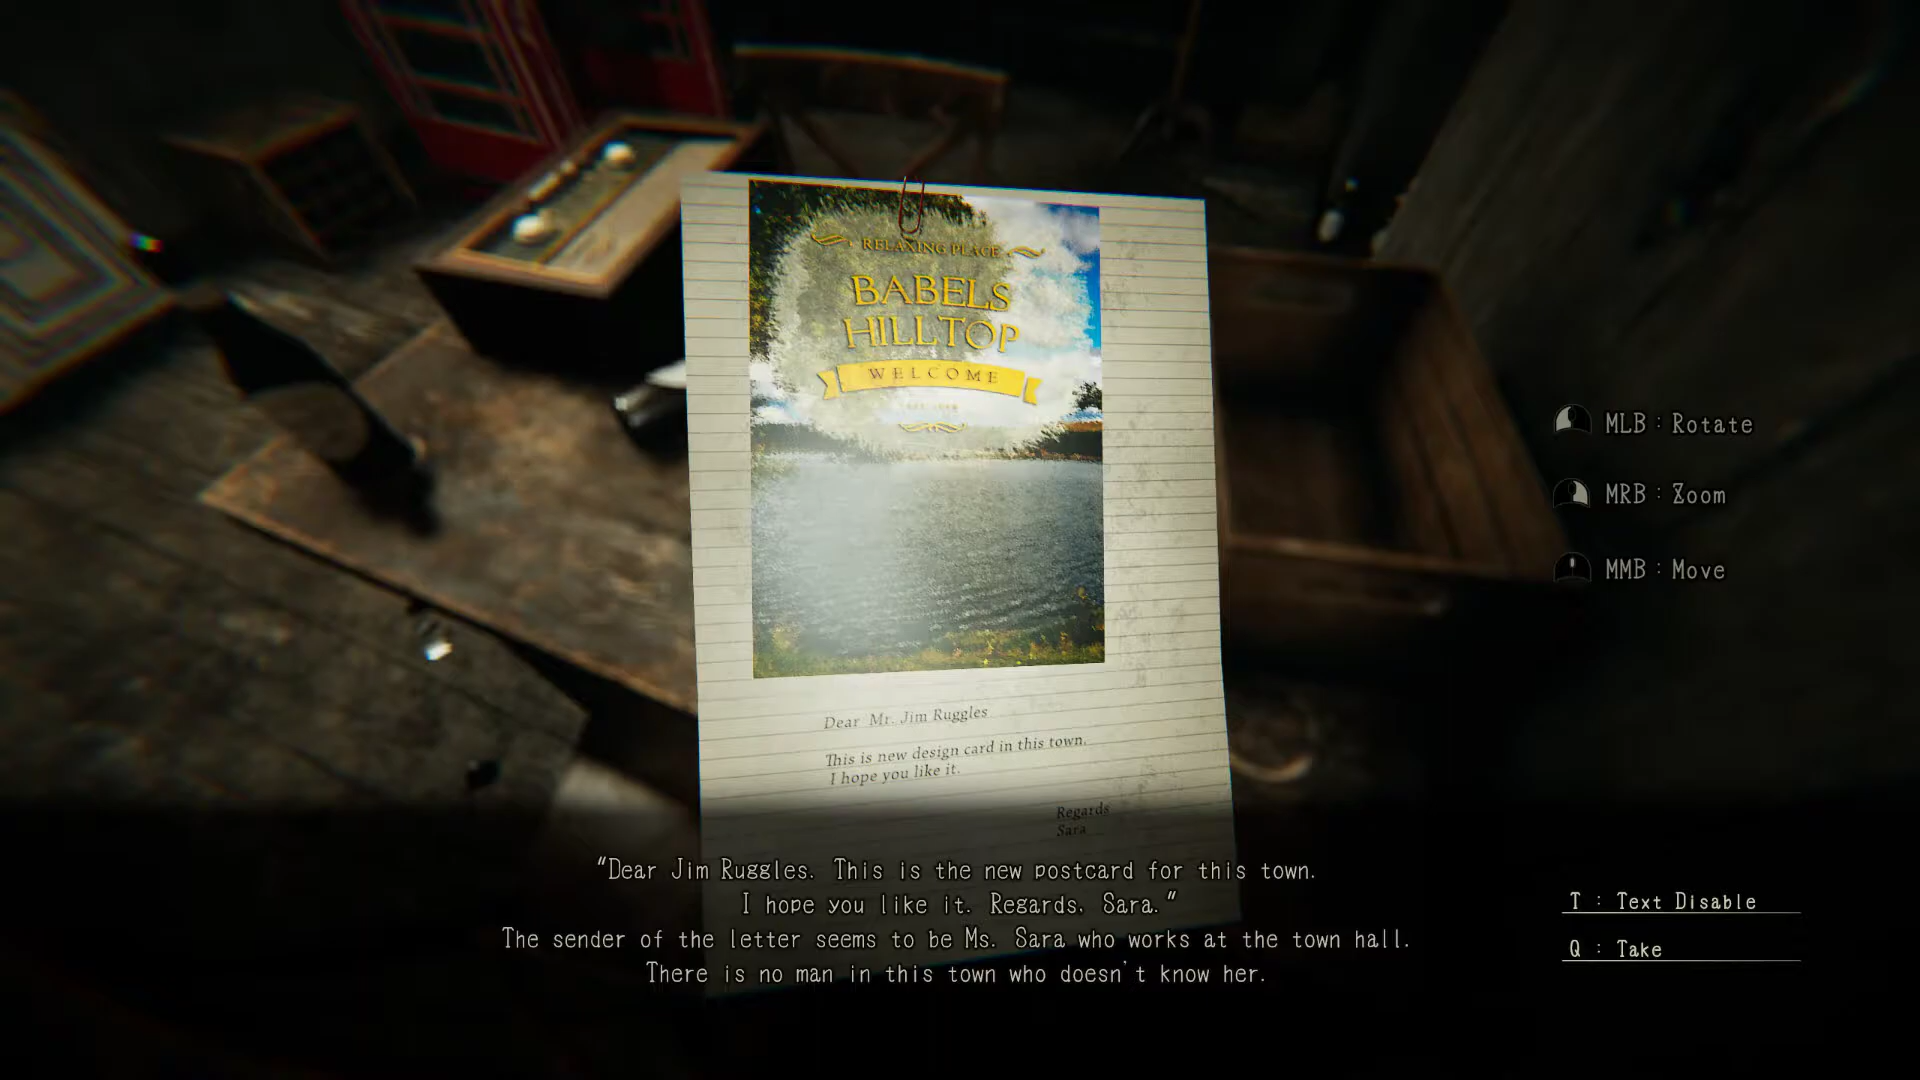 RELAXING PLACE
BABELS
HILLTOP
WELCOME
Dear Mr. Jim Ruggles
This is new design card in this town.
I hope you like it.
Regards
Sara
MLB : Rotate
MRB : Zoom
MMB : Move
"Dear Jim Ruggles. This is the new postcard for this town.
I hope you like it. Regards. Sara."
The sender of the letter seems to be Ms. Sara who works at the town hall.
There is no man in this town who doesn't know her.
T : Text Disable
Q : Take